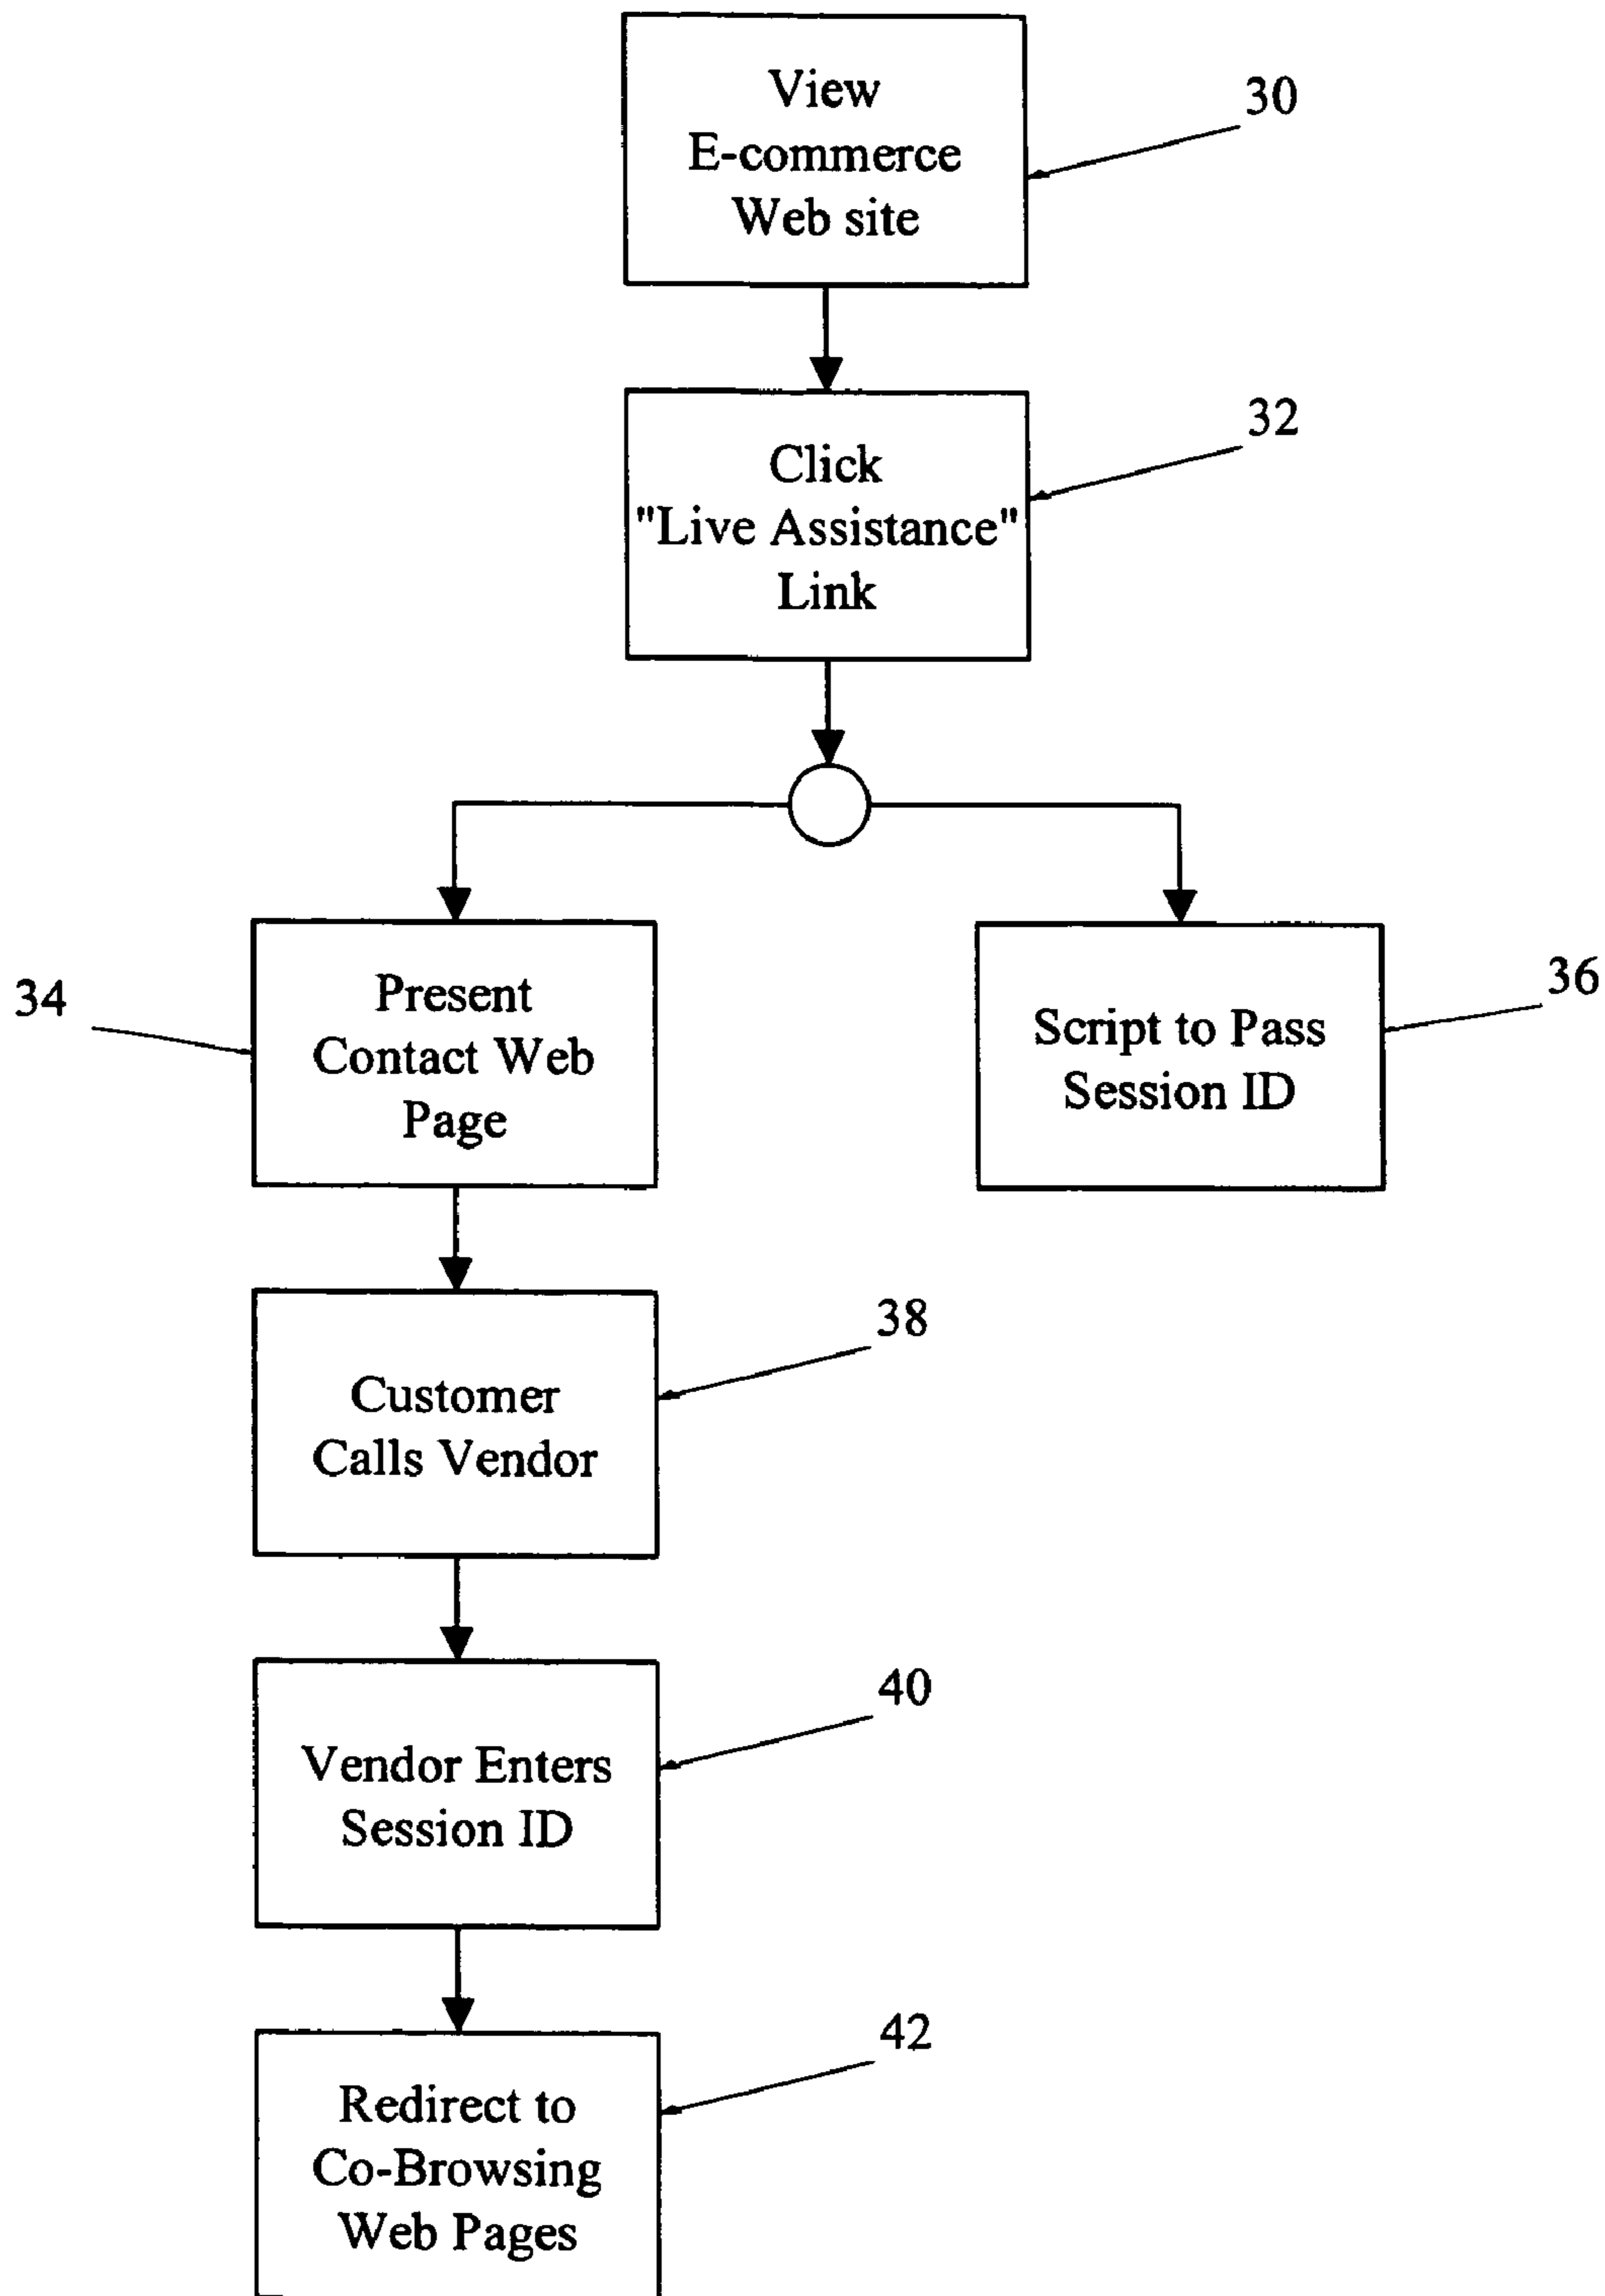 View
E-commerce
Web site
30
Click
"Live Assistance"
Link
32
Present
Contact Web
Page
34
Script to Pass
Session ID
36
Customer
Calls Vendor
38
Vendor Enters
Session ID
40
Redirect to
Co-Browsing
Web Pages
42